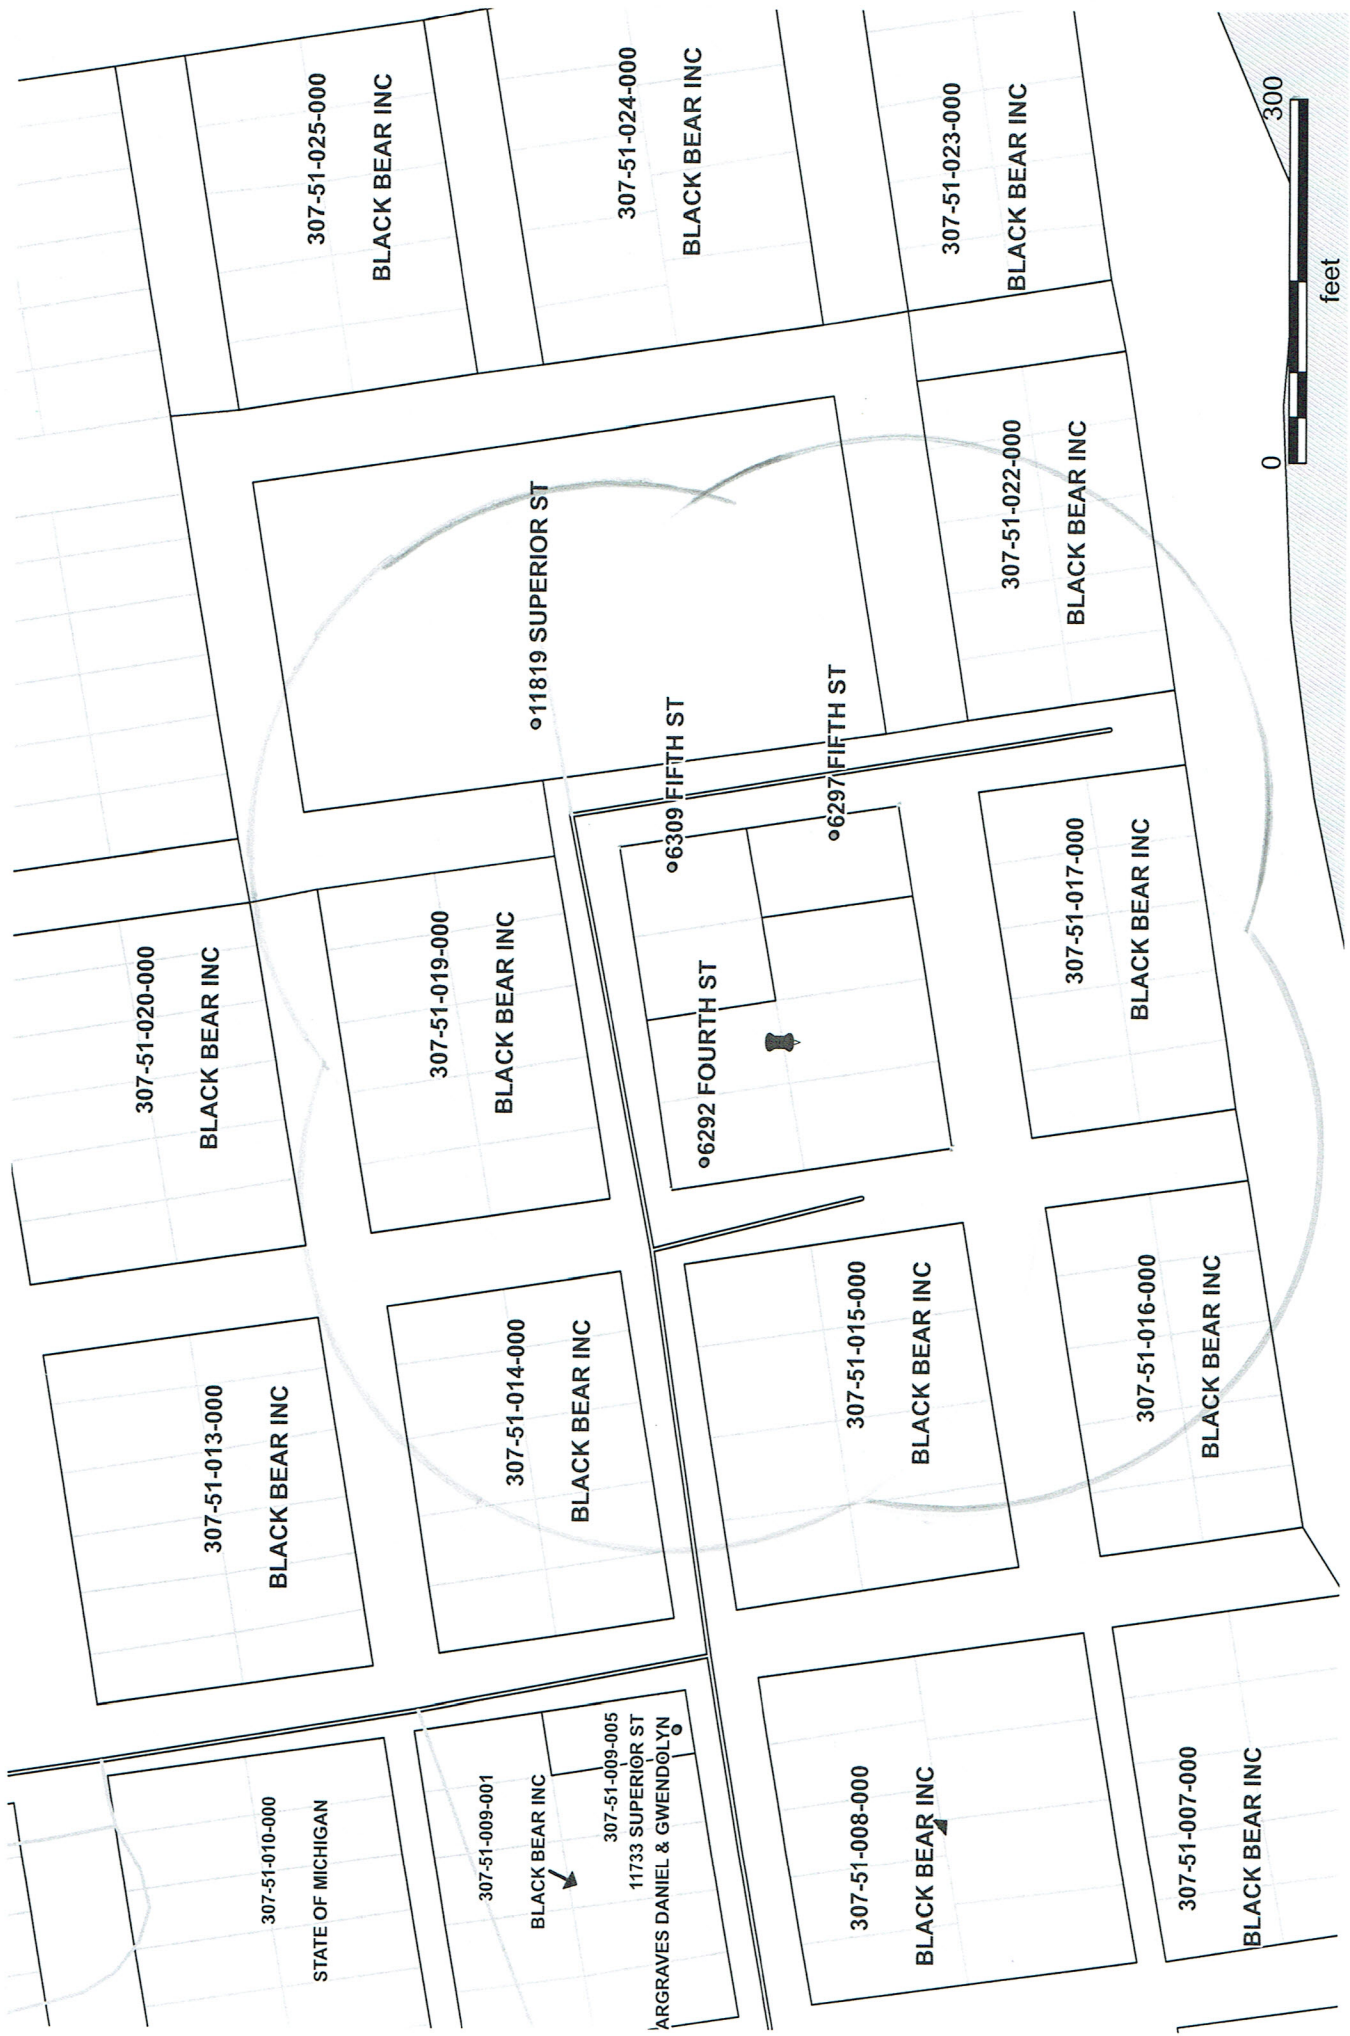 307-51-025-000
BLACK BEAR INC
307-51-024-000
BLACK BEAR INC
307-51-023-000
BLACK BEAR INC
300
0
feet
11819 SUPERIOR ST
307-51-022-000
BLACK BEAR INC
6309 FIFTH ST
6297 FIFTH ST
307-51-020-000
BLACK BEAR INC
307-51-019-000
BLACK BEAR INC
6292 FOURTH ST
307-51-017-000
BLACK BEAR INC
307-51-013-000
BLACK BEAR INC
307-51-014-000
BLACK BEAR INC
307-51-015-000
BLACK BEAR INC
307-51-016-000
BLACK BEAR INC
307-51-010-000
STATE OF MICHIGAN
307-51-009-001
BLACK BEAR INC
307-51-009-005
11733 SUPERIOR ST
ARGRAVES DANIEL & GWENDOLYN
307-51-008-000
BLACK BEAR INC
307-51-007-000
BLACK BEAR INC